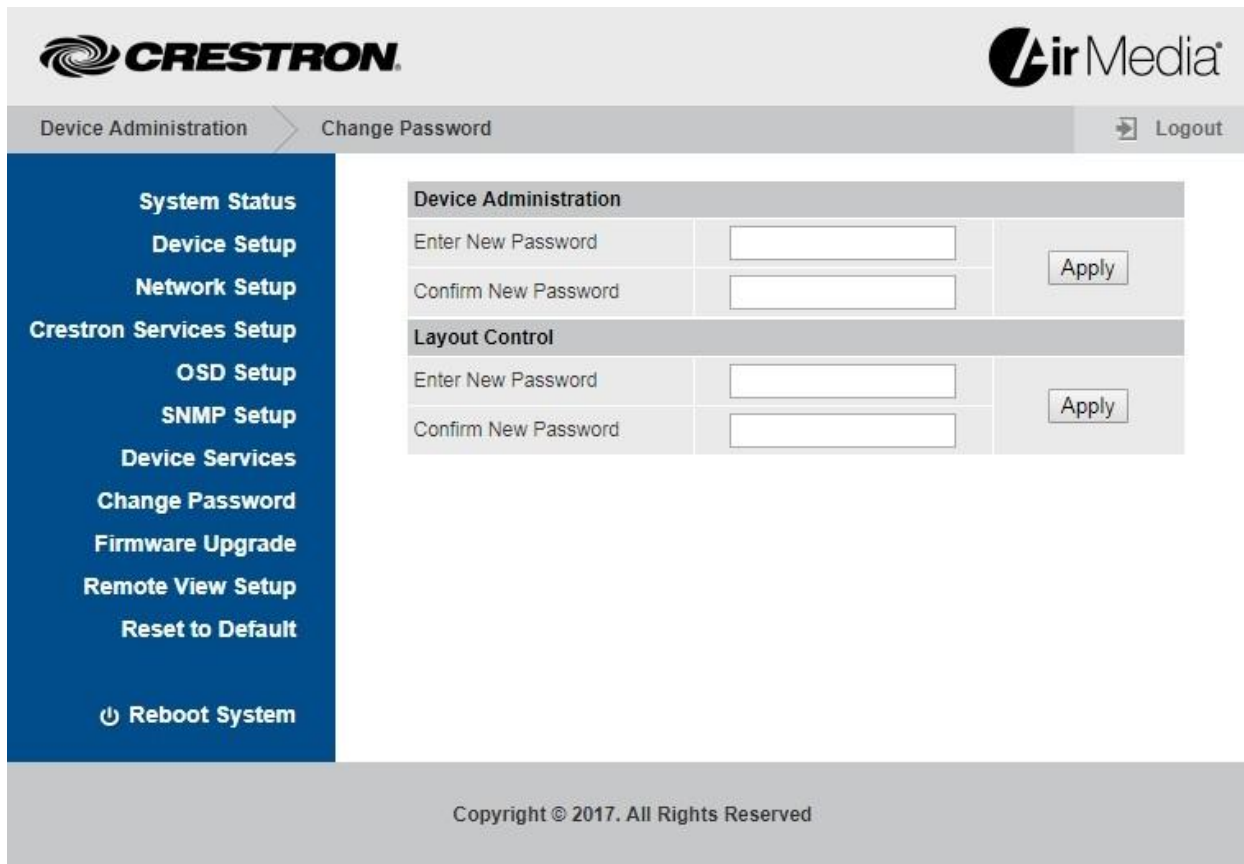 CRESTRON.
AirMedia®
Device Administration
Change Password
Logout
System Status
Device Setup
Network Setup
Crestron Services Setup
OSD Setup
SNMP Setup
Device Services
Change Password
Firmware Upgrade
Remote View Setup
Reset to Default
Reboot System
Device Administration
Enter New Password
Apply
Confirm New Password
Layout Control
Enter New Password
Apply
Confirm New Password
Copyright © 2017. All Rights Reserved